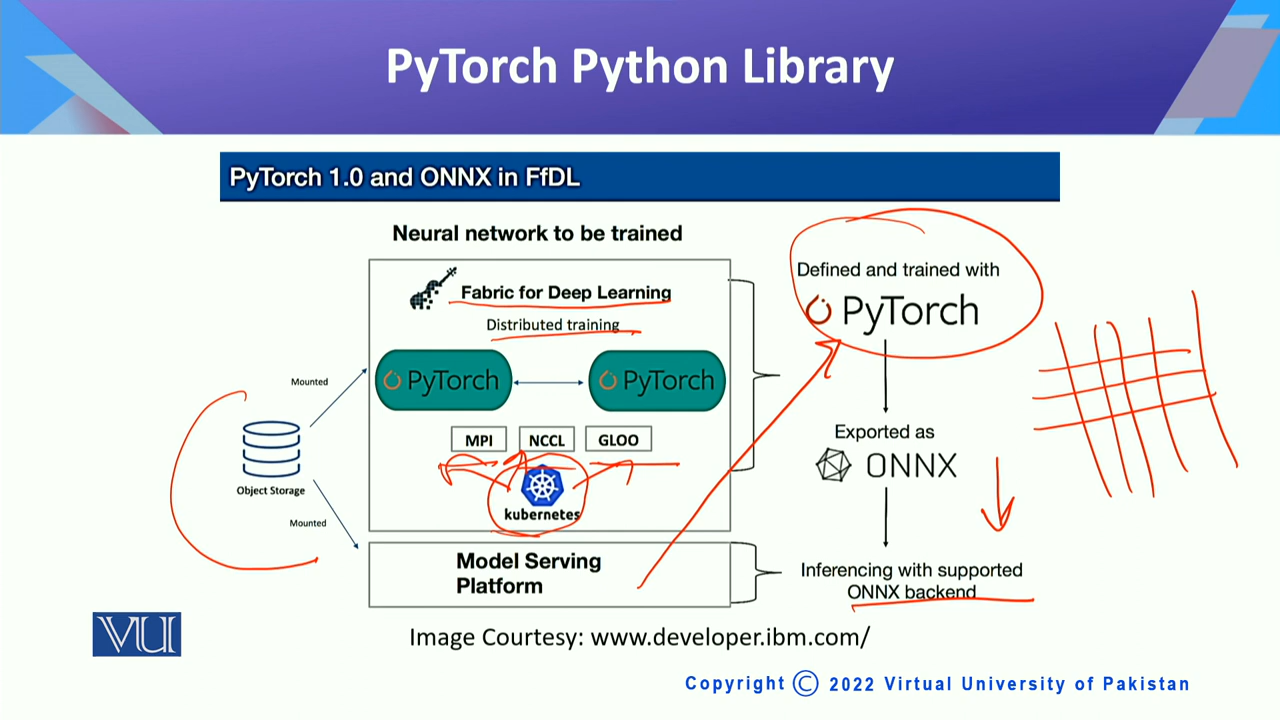 PyTorch Python Library
PyTorch 1.0 and ONNX in FfDL
Neural network to be trained
Fabric for Deep Learning
Distributed training
PyTorch
PyTorch
MPI
NCCL
GLOO
kubernetes
Mounted
Object Storage
Mounted
Model Serving
Platform
Defined and trained with
PyTorch
Exported as
ONNX
Inferencing with supported
ONNX backend
VU
Image Courtesy: www.developer.ibm.com/
Copyright © 2022 Virtual University of Pakistan